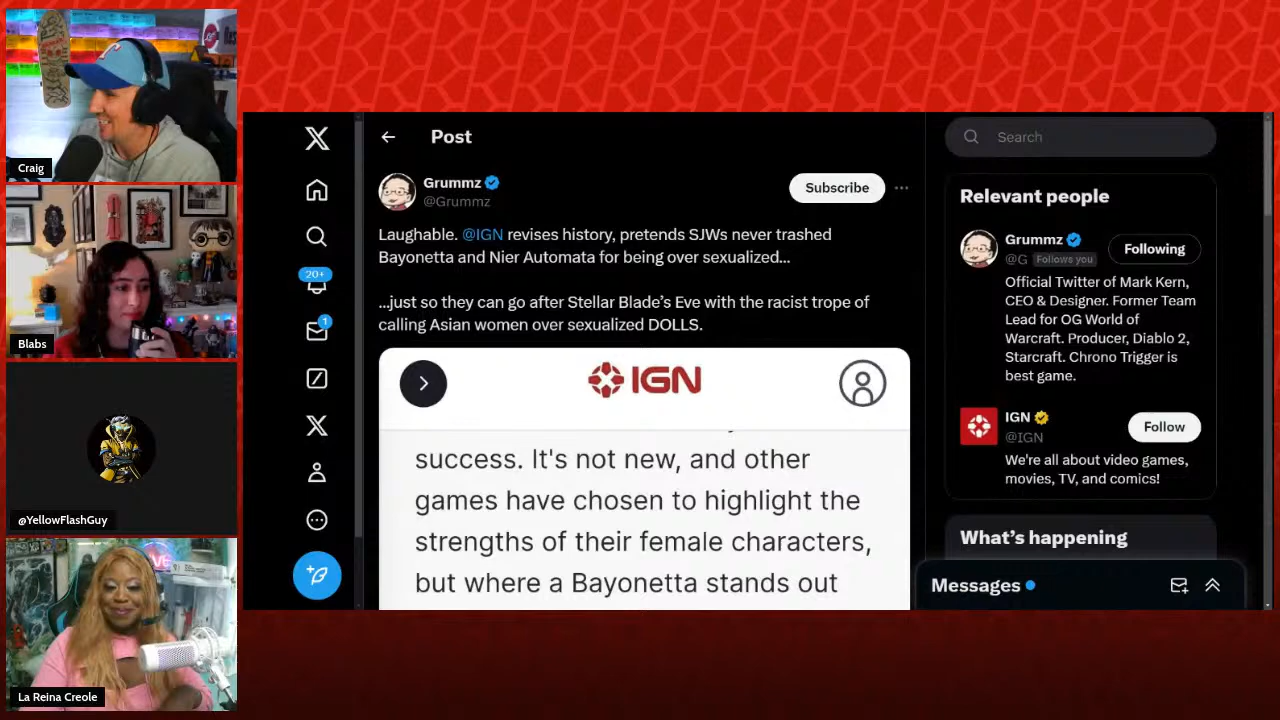 Craig
Blabs
@YellowFlashGuy
La Reina Creole
20+
1
Post
Grummz
@Grummz
Subscribe
Laughable. @IGN revises history, pretends SJWs never trashed
Bayonetta and Nier Automata for being over sexualized...
...just so they can go after Stellar Blade's Eve with the racist trope of
calling Asian women over sexualized DOLLS.
IGN
success. It's not new, and other
games have chosen to highlight the
strengths of their female characters,
but where a Bayonetta stands out
Search
Relevant people
Grummz
@G Follows you
Following
Official Twitter of Mark Kern,
CEO & Designer. Former Team
Lead for OG World of
Warcraft. Producer, Diablo 2,
Starcraft. Chrono Trigger is
best game.
IGN
@IGN
Follow
We're all about video games,
movies, TV, and comics!
What's happening
Messages